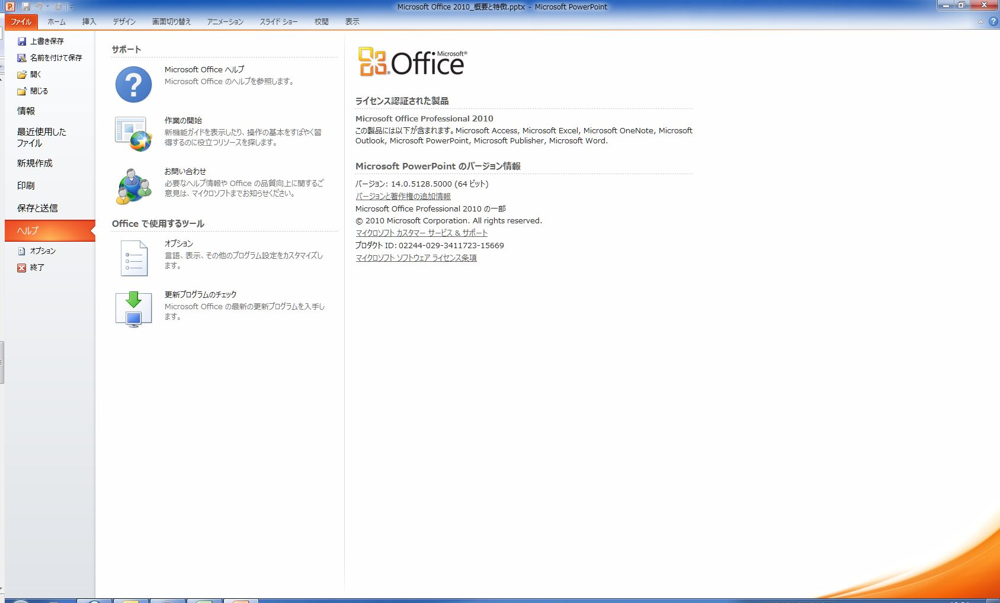 Microsoft Office 2010_概要と特徴.pptx - Microsoft PowerPoint
ファイル ホーム 挿入 デザイン 画面切り替え アニメーション スライド ショー 校閲 表示
上書き保存
名前を付けて保存
開く
閉じる
情報
最近使用した
ファイル
新規作成
印刷
保存と送信
ヘルプ
オプション
終了
サポート
Microsoft Office ヘルプ
Microsoft Office のヘルプを参照します。
作業の開始
新機能ガイドを表示したり、操作の基本をすばやく習
得するのに役立つリソースを探します。
お問い合わせ
必要なヘルプ情報や Office の品質向上に関するご
意見は、マイクロソフトまでお知らせください。
Office で使用するツール
オプション
言語、表示、その他のプログラム設定をカスタマイズし
ます。
更新プログラムのチェック
Microsoft Office の最新の更新プログラムを入手し
ます。
Microsoft®
Office
ライセンス認証された製品
Microsoft Office Professional 2010
この製品には以下が含まれます。Microsoft Access, Microsoft Excel, Microsoft OneNote, Microsoft
Outlook, Microsoft PowerPoint, Microsoft Publisher, Microsoft Word.
Microsoft PowerPoint のバージョン情報
バージョン: 14.0.5128.5000 (64 ビット)
バージョンと著作権の追加情報
Microsoft Office Professional 2010 の一部
© 2010 Microsoft Corporation. All rights reserved.
マイクロソフト カスタマー サービス & サポート
プロダクト ID: 02244-029-3411723-15669
マイクロソフト ソフトウェア ライセンス条項